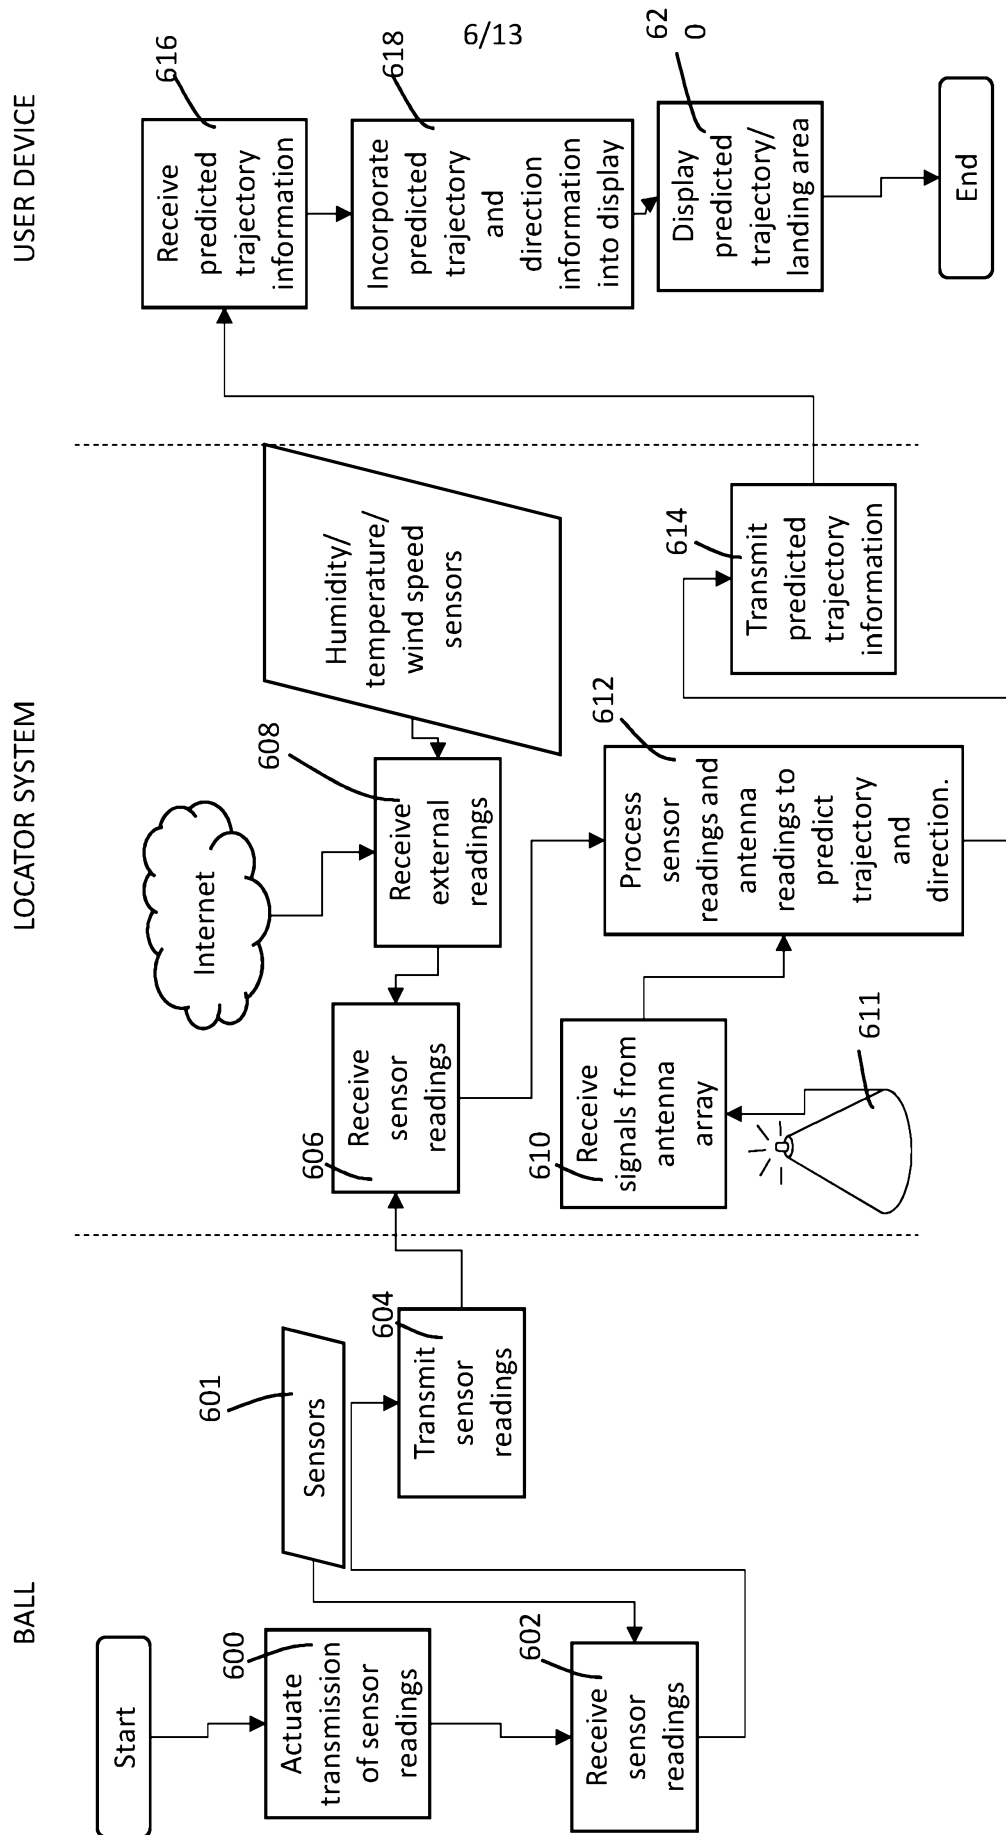 BALL
Start
600
Actuate
transmission
of sensor
readings
601
Sensors
602
Receive
sensor
readings
604
Transmit
sensor
readings
LOCATOR SYSTEM
Internet
606
Receive
sensor
readings
608
Receive
external
readings
Humidity/
temperature/
wind speed
sensors
610
Receive
signals from
antenna
array
611
612
Process
sensor
readings and
antenna
readings to
predict
trajectory
and
direction.
614
Transmit
predicted
trajectory
information
USER DEVICE
616
Receive
predicted
trajectory
information
618
Incorporate
predicted
trajectory
and
direction
information
into display
62
0
Display
predicted
trajectory/
landing area
End
6/13